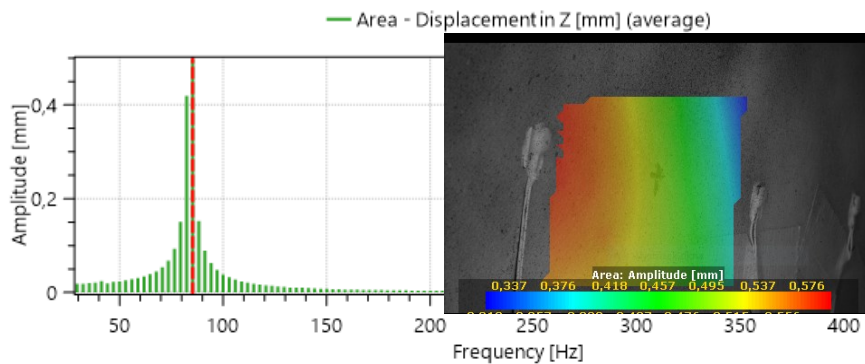 Area - Displacement in Z [mm] (average)
0,4
0,2
0
Amplitude [mm]
Area: Amplitude [mm]
0,337 0,376 0,418 0,457 0,495 0,537 0,576
50 100 150 200 250 300 350 400
Frequency [Hz]